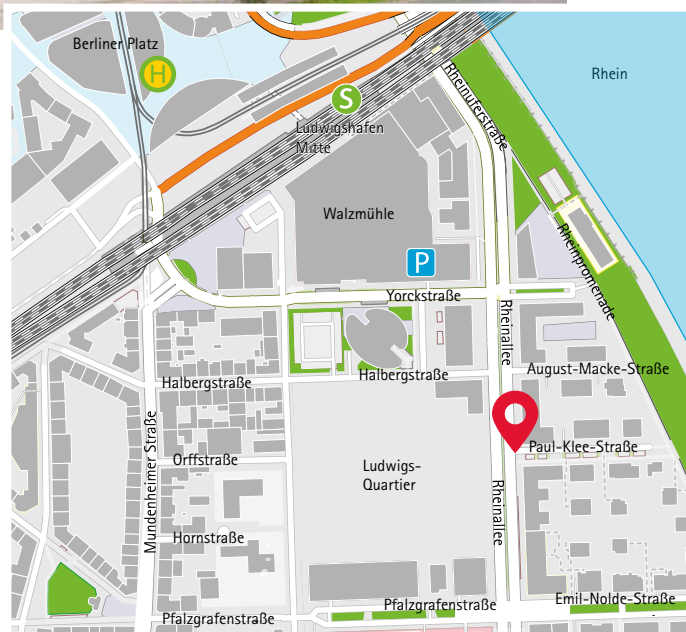 Berliner Platz
H
Rhein
S
Ludwigshafen
Mitte
Rheinuferstraße
Walzmühle
Rheinpromenade
P
Yorckstraße
Rheinallee
Halbergstraße
Halbergstraße
August-Macke-Straße
Mundenheimer Straße
Orffstraße
Ludwigs-
Quartier
Paul-Klee-Straße
Rheinallee
Hornstraße
Pfalzgrafenstraße
Pfalzgrafenstraße
Emil-Nolde-Straße